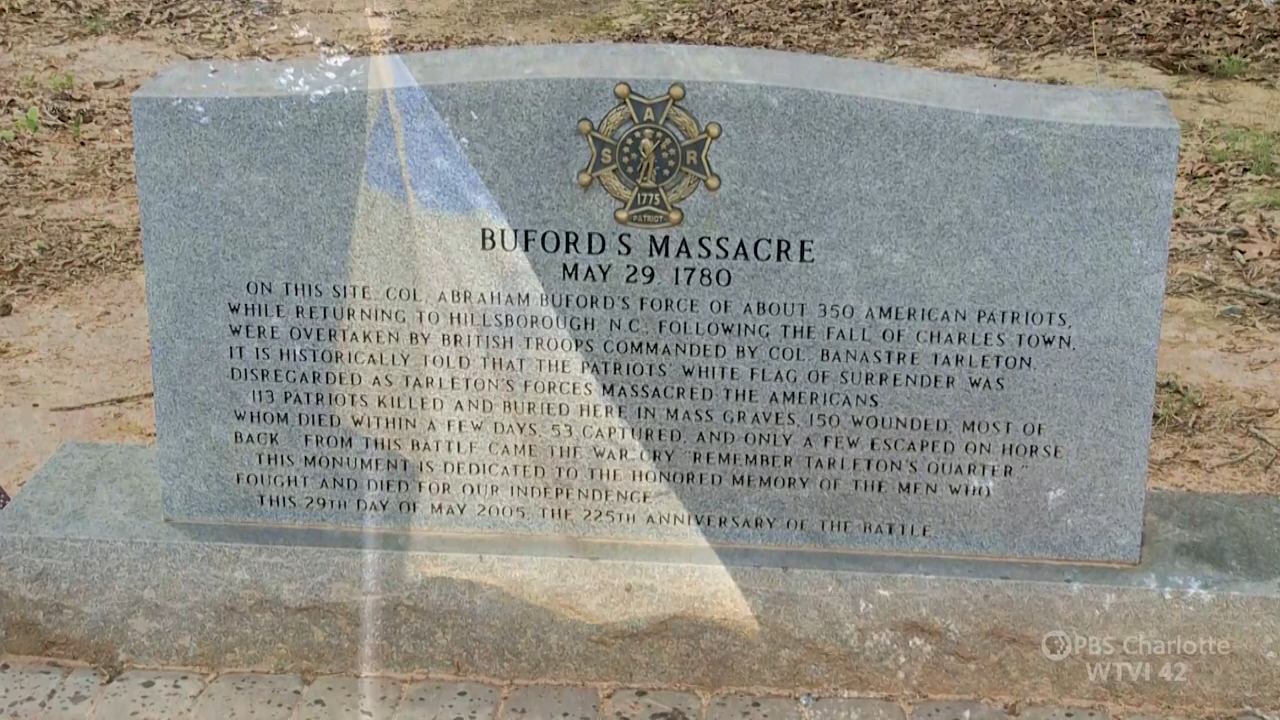 A
S R
1775
PATRIOT
BUFORD'S MASSACRE
MAY 29, 1780
ON THIS SITE, COL. ABRAHAM BUFORD'S FORCE OF ABOUT 350 AMERICAN PATRIOTS,
WHILE RETURNING TO HILLSBOROUGH, N.C., FOLLOWING THE FALL OF CHARLES TOWN,
WERE OVERTAKEN BY BRITISH TROOPS COMMANDED BY COL. BANASTRE TARLETON.
IT IS HISTORICALLY TOLD THAT THE PATRIOTS' WHITE FLAG OF SURRENDER WAS
DISREGARDED AS TARLETON'S FORCES MASSACRED THE AMERICANS.
113 PATRIOTS KILLED AND BURIED HERE IN MASS GRAVES, 150 WOUNDED, MOST OF
WHOM DIED WITHIN A FEW DAYS, 53 CAPTURED, AND ONLY A FEW ESCAPED ON HORSE
BACK. FROM THIS BATTLE CAME THE WAR CRY "REMEMBER TARLETON'S QUARTER."
THIS MONUMENT IS DEDICATED TO THE HONORED MEMORY OF THE MEN WHO
FOUGHT AND DIED FOR OUR INDEPENDENCE.
THIS 29TH DAY OF MAY 2005, THE 225TH ANNIVERSARY OF THE BATTLE.
PBS Charlotte
WTVI 42